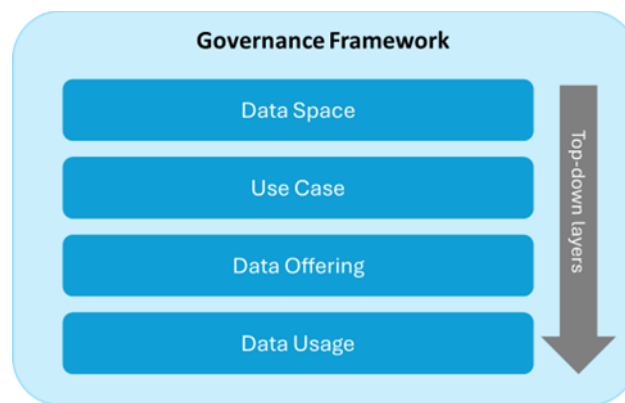 Governance Framework
Data Space
Use Case
Data Offering
Data Usage
Top-down layers